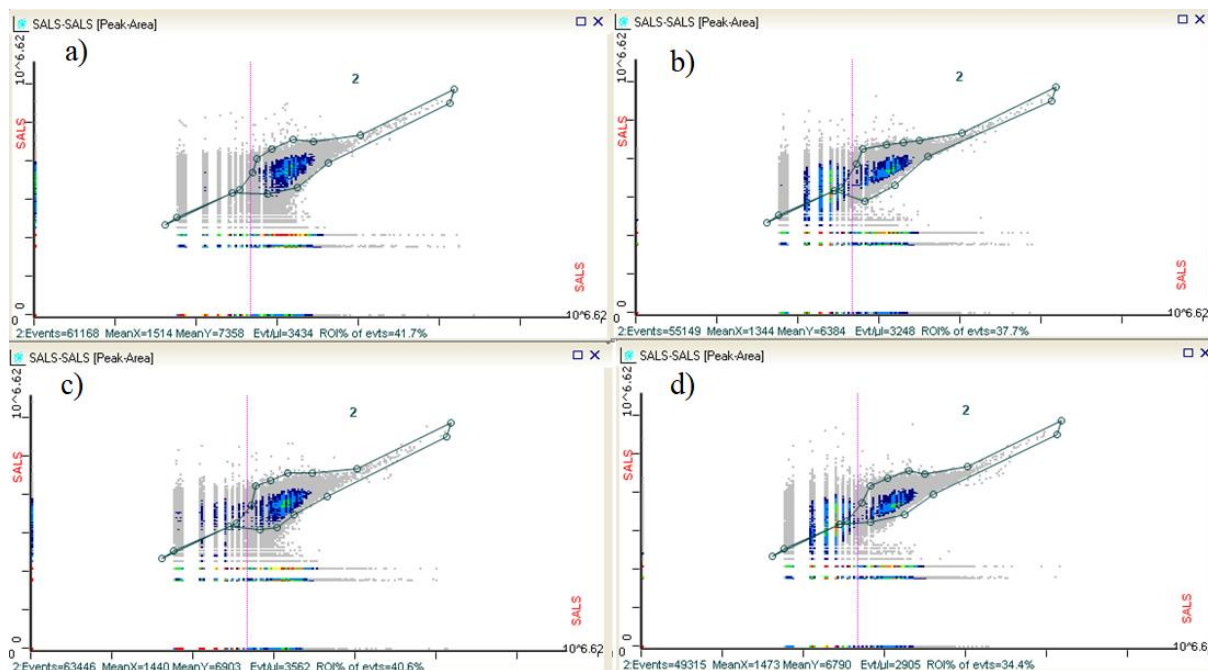 SALS-SALS [Peak-Area]
a)
10^6.62
SALS
2
SALS
0
0
10^6.62
2:Events=61168 MeanX=1514 MeanY=7358 Evt/µl=3434 ROI% of evts=41.7%
SALS-SALS [Peak-Area]
b)
10^6.62
SALS
2
SALS
0
0
10^6.62
2:Events=55149 MeanX=1344 MeanY=6384 Evt/µl=3248 ROI% of evts=37.7%
SALS-SALS [Peak-Area]
c)
10^6.62
SALS
2
SALS
0
0
10^6.62
2:Events=63446 MeanX=1440 MeanY=6903 Evt/µl=3562 ROI% of evts=40.6%
SALS-SALS [Peak-Area]
d)
10^6.62
SALS
2
SALS
0
0
10^6.6
2:Events=49315 MeanX=1473 MeanY=6790 Evt/µl=2905 ROI% of evts=34.4%